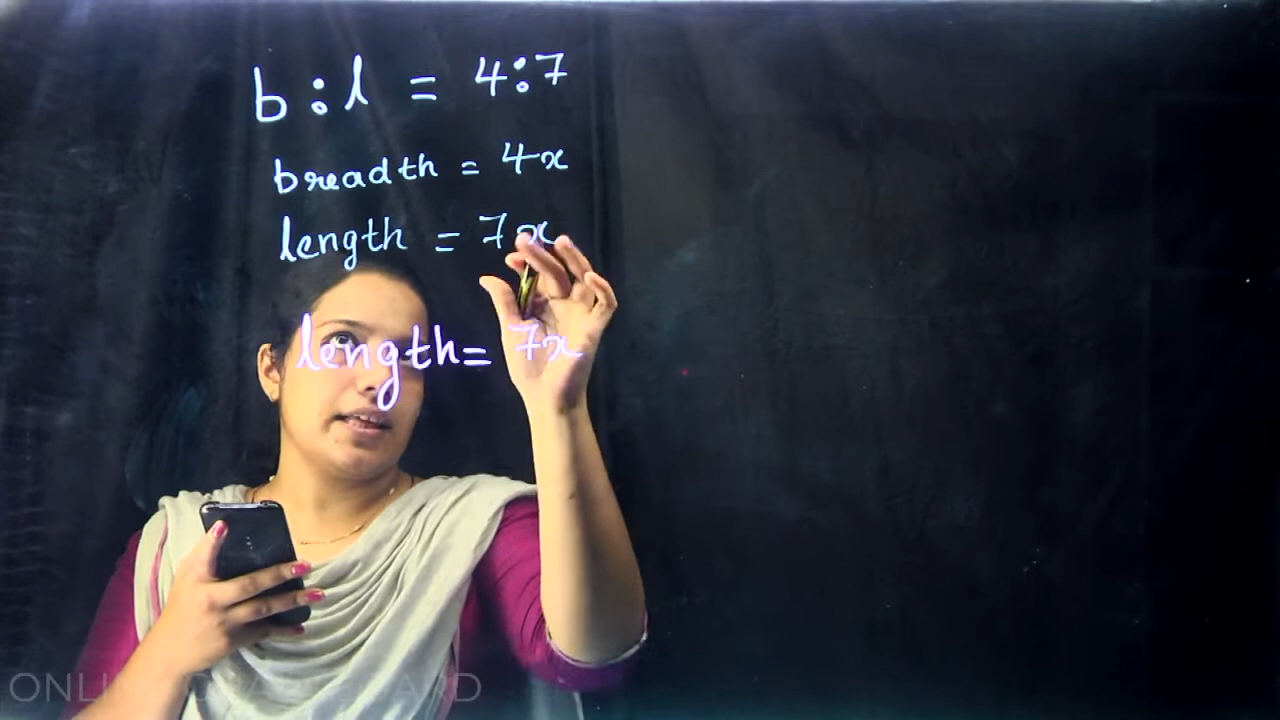 b : l = 4 : 7
breadth = 4x
length = 7x
length = 7x